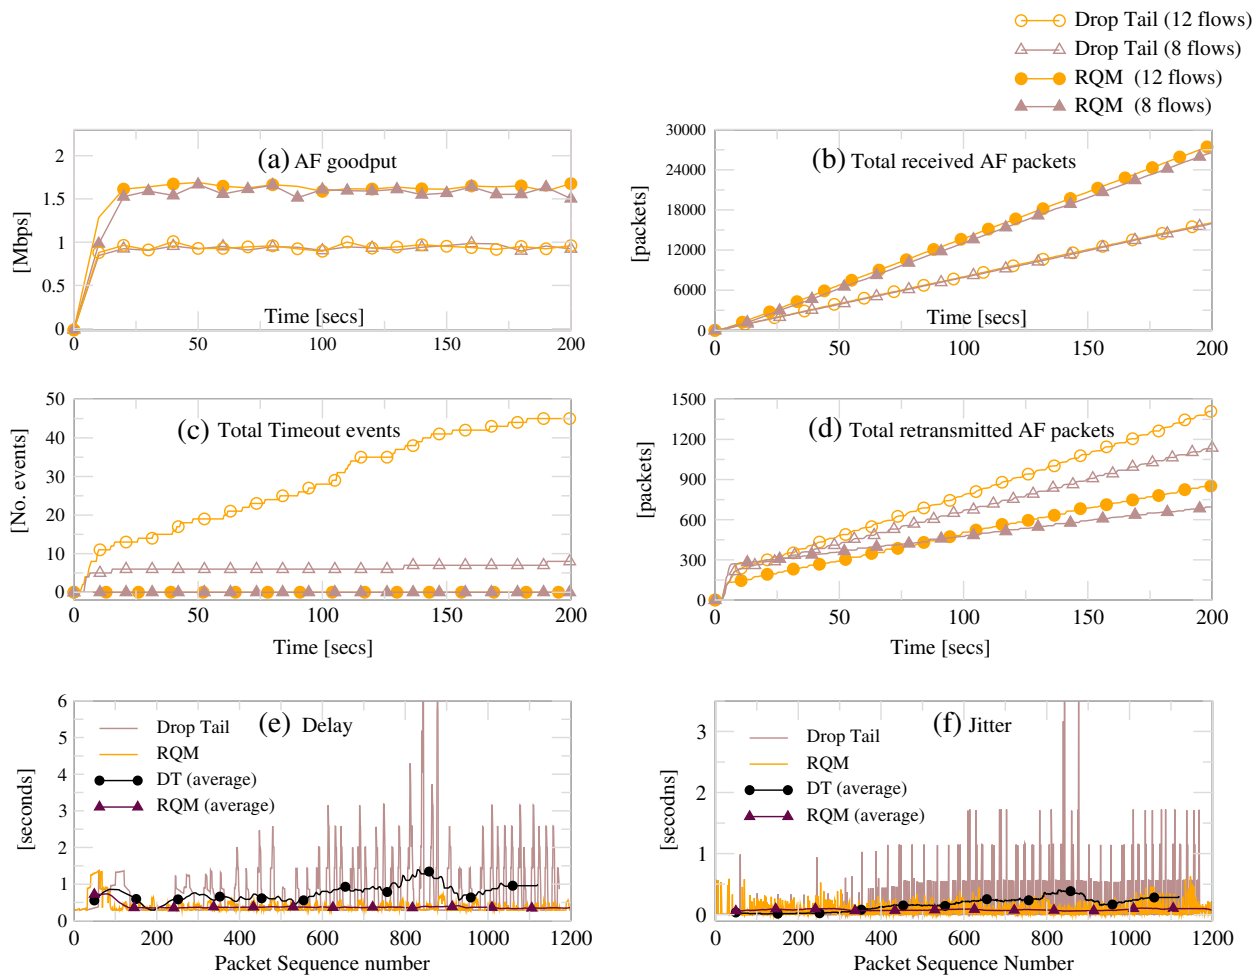 Drop Tail (12 flows)
Drop Tail (8 flows)
RQM (12 flows)
RQM (8 flows)
(a) AF goodput
[Mbps]
2
1.5
1
0.5
0
Time [secs]
0 50 100 150 200
(b) Total received AF packets
[packets]
30000
24000
18000
12000
6000
0
Time [secs]
0 50 100 150 200
(c) Total Timeout events
[No. events]
50
40
30
20
10
0
0 50 100 150 200
Time [secs]
(d) Total retransmitted AF packets
[packets]
1500
1200
900
600
300
0
0 50 100 150 200
Time [secs]
(e) Delay
Drop Tail
RQM
DT (average)
RQM (average)
[seconds]
6
5
4
3
2
1
0
0 200 400 600 800 1000 1200
Packet Sequence number
(f) Jitter
Drop Tail
RQM
DT (average)
RQM (average)
[secodns]
3
2
1
0
0 200 400 600 800 1000 1200
Packet Sequence Number